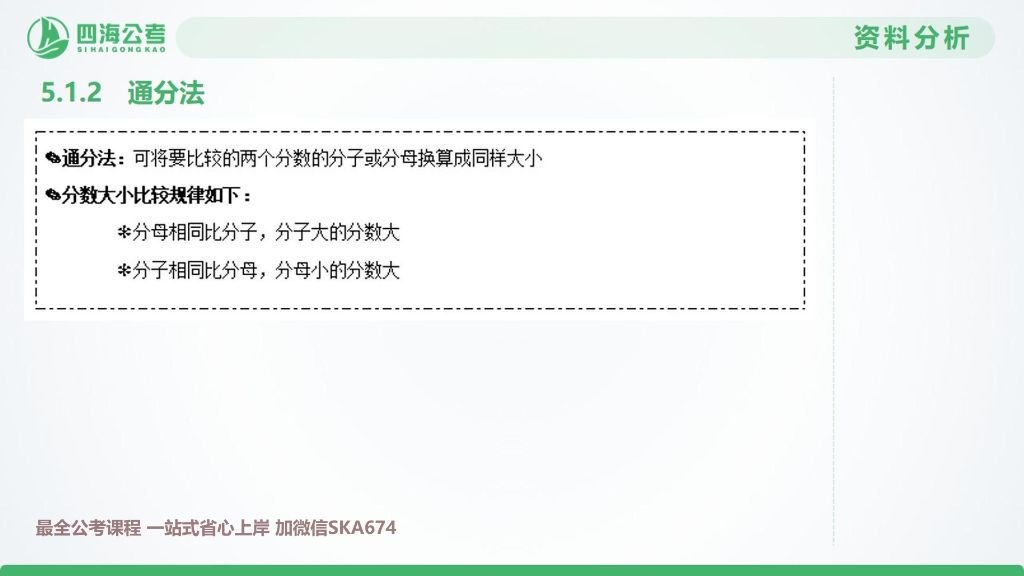 四海公考
SIHAIGONGKAO
资料分析
5.1.2 通分法
通分法：可将要比较的两个分数的分子或分母换算成同样大小
分数大小比较规律如下：
✻分母相同比分子，分子大的分数大
✻分子相同比分母，分母小的分数大
最全公考课程 一站式省心上岸 加微信SKA674